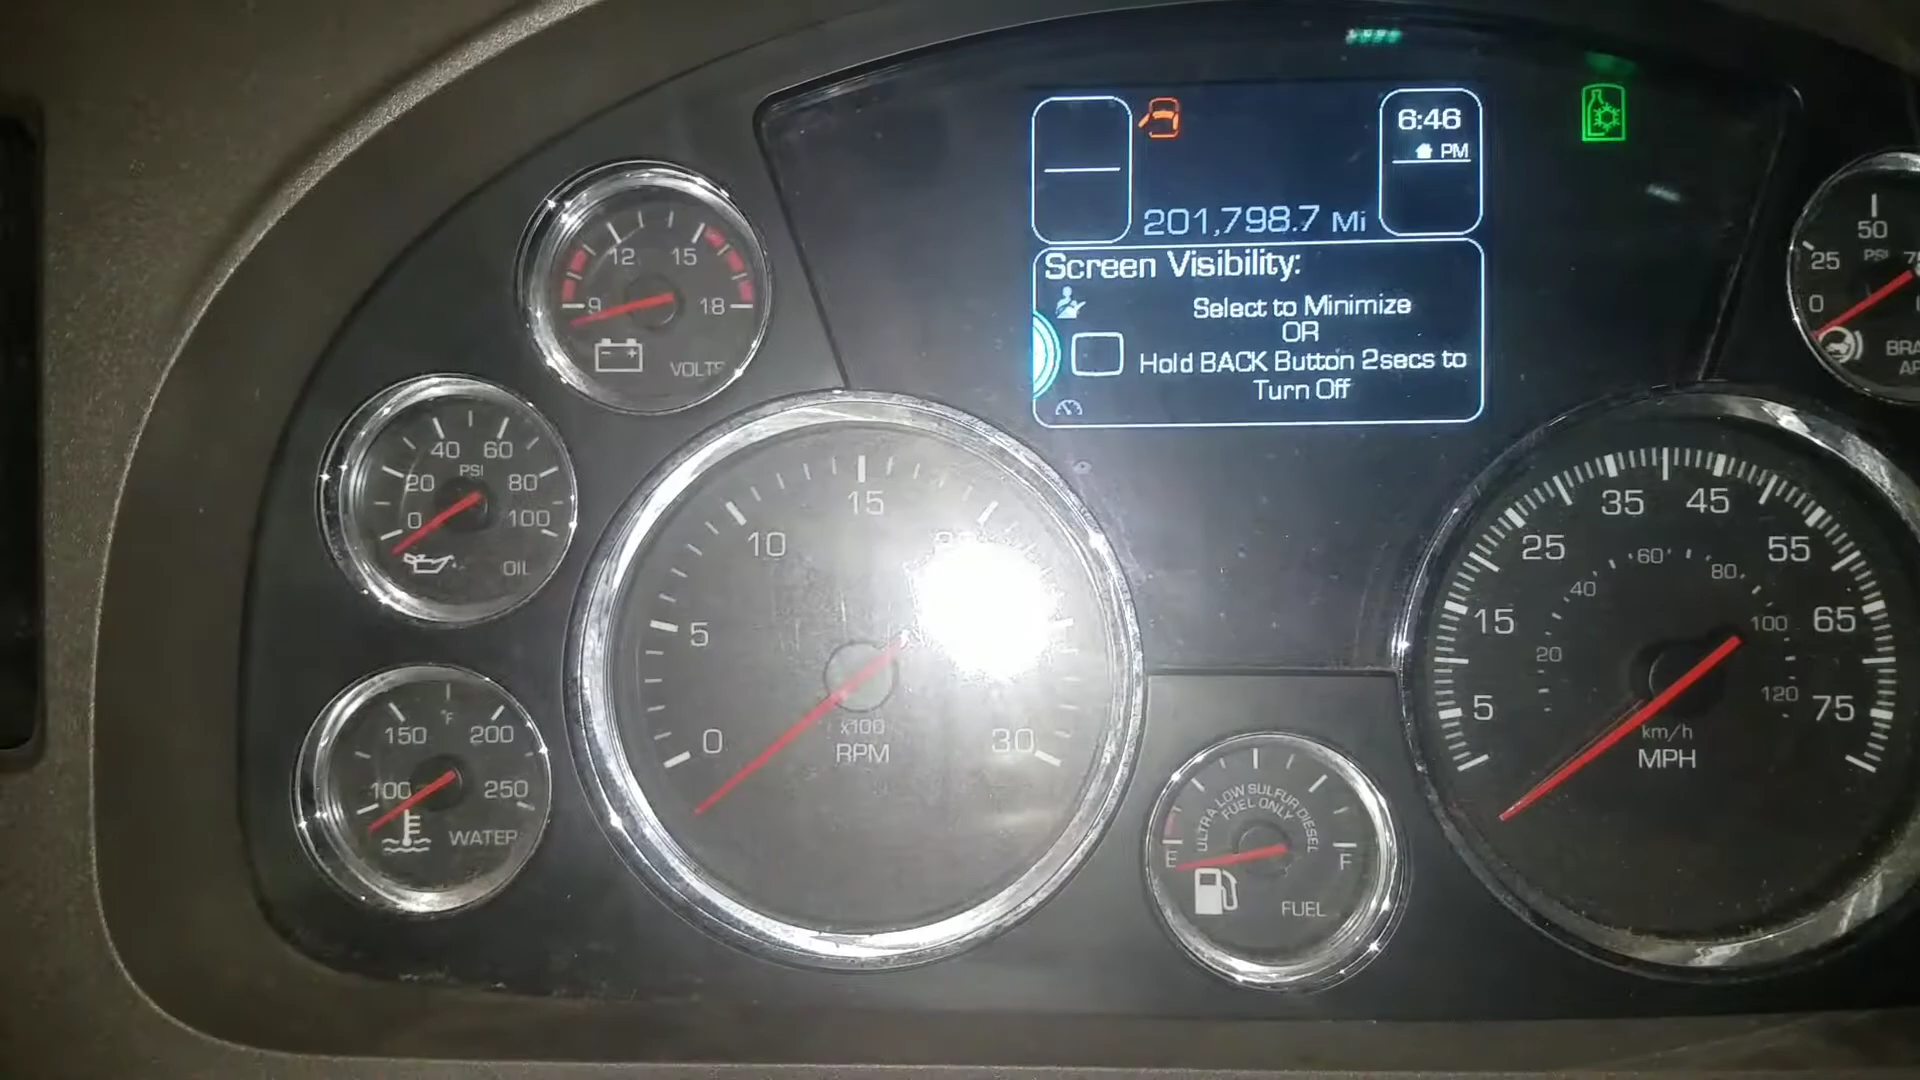 6:46
PM
201,798.7 Mi
Screen Visibility:
Select to Minimize
OR
Hold BACK Button 2secs to
Turn Off
9 12 15 18
VOLTS
0 20 40 60 80 100
PSI
OIL
100 150 200 250
°F
WATER
0 5 10 15 30
x100
RPM
ULTRA LOW SULFUR DIESEL
FUEL ONLY
E F
FUEL
5 15 25 35 45 55 65 75
20 40 60 80 100 120
km/h
MPH
0 25 50
PSI